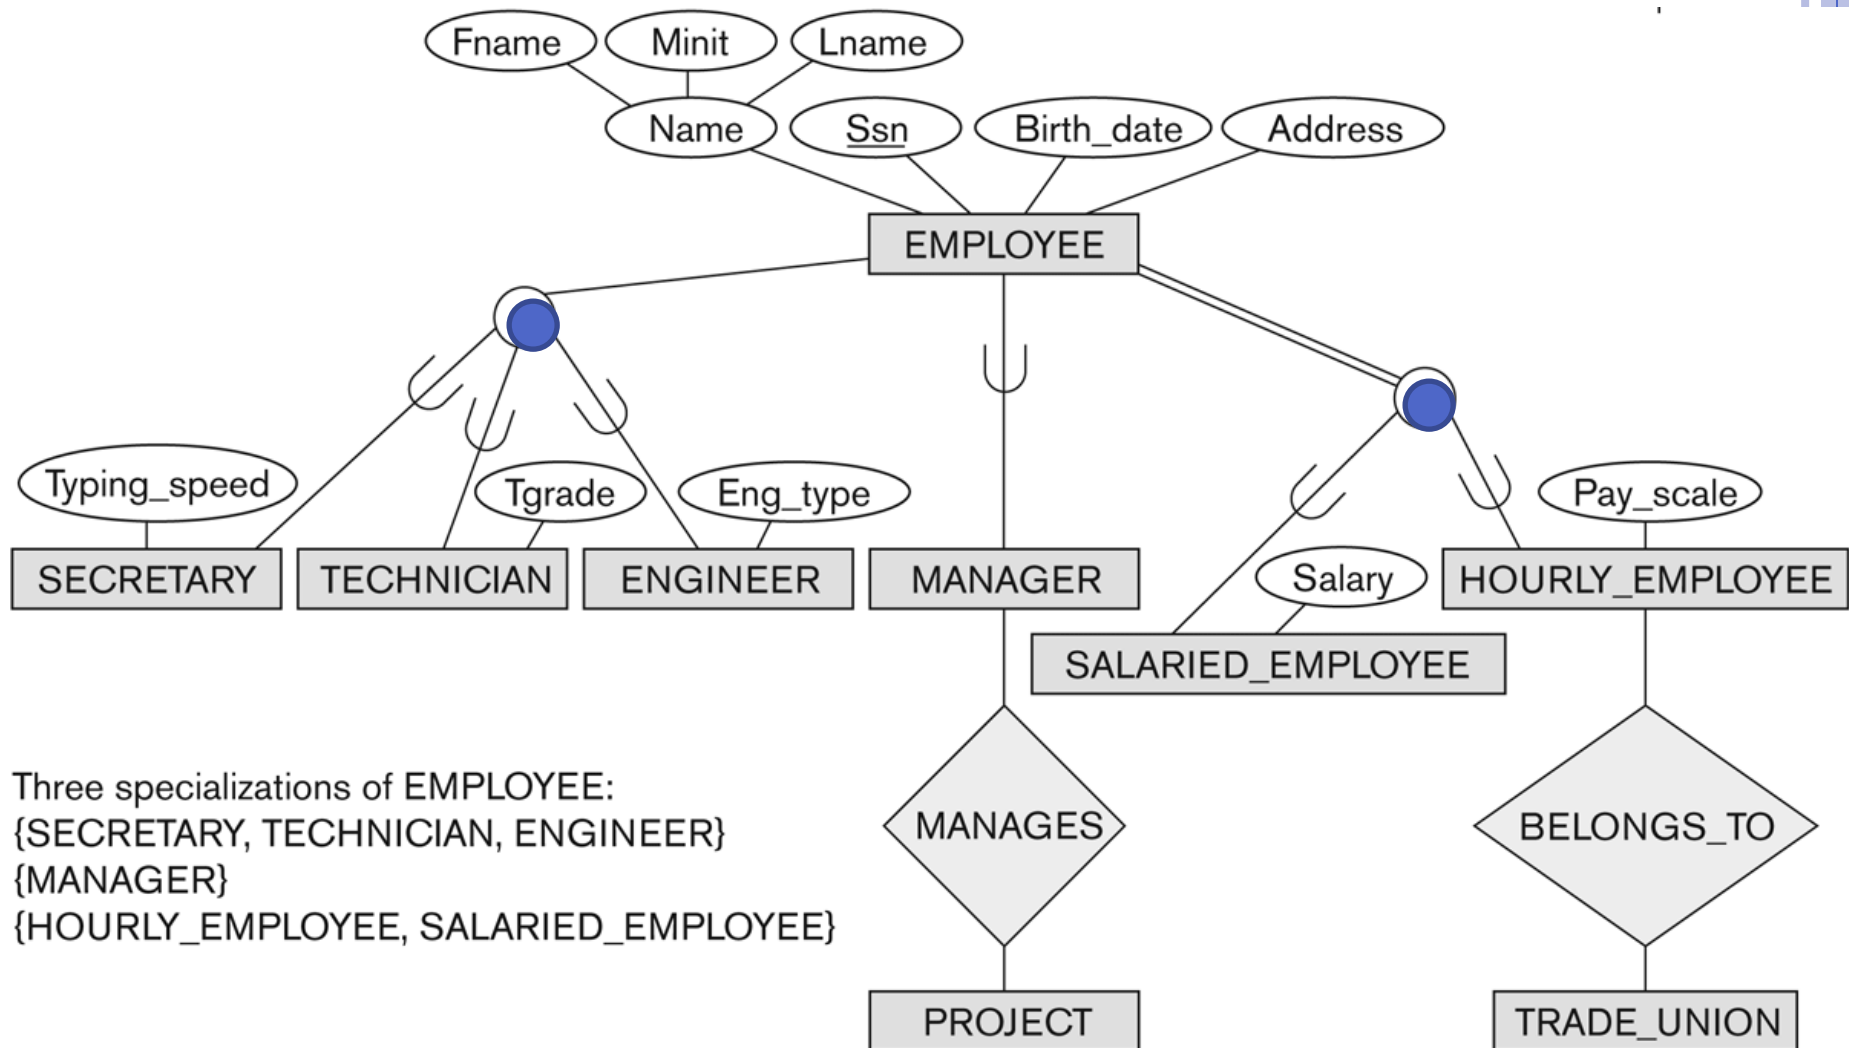 Fname
Minit
Lname
Name
Ssn
Birth_date
Address
EMPLOYEE
Typing_speed
Tgrade
Eng_type
Pay_scale
SECRETARY
TECHNICIAN
ENGINEER
MANAGER
Salary
HOURLY_EMPLOYEE
SALARIED_EMPLOYEE
Three specializations of EMPLOYEE:
{SECRETARY, TECHNICIAN, ENGINEER}
{MANAGER}
{HOURLY_EMPLOYEE, SALARIED_EMPLOYEE}
MANAGES
BELONGS_TO
PROJECT
TRADE_UNION